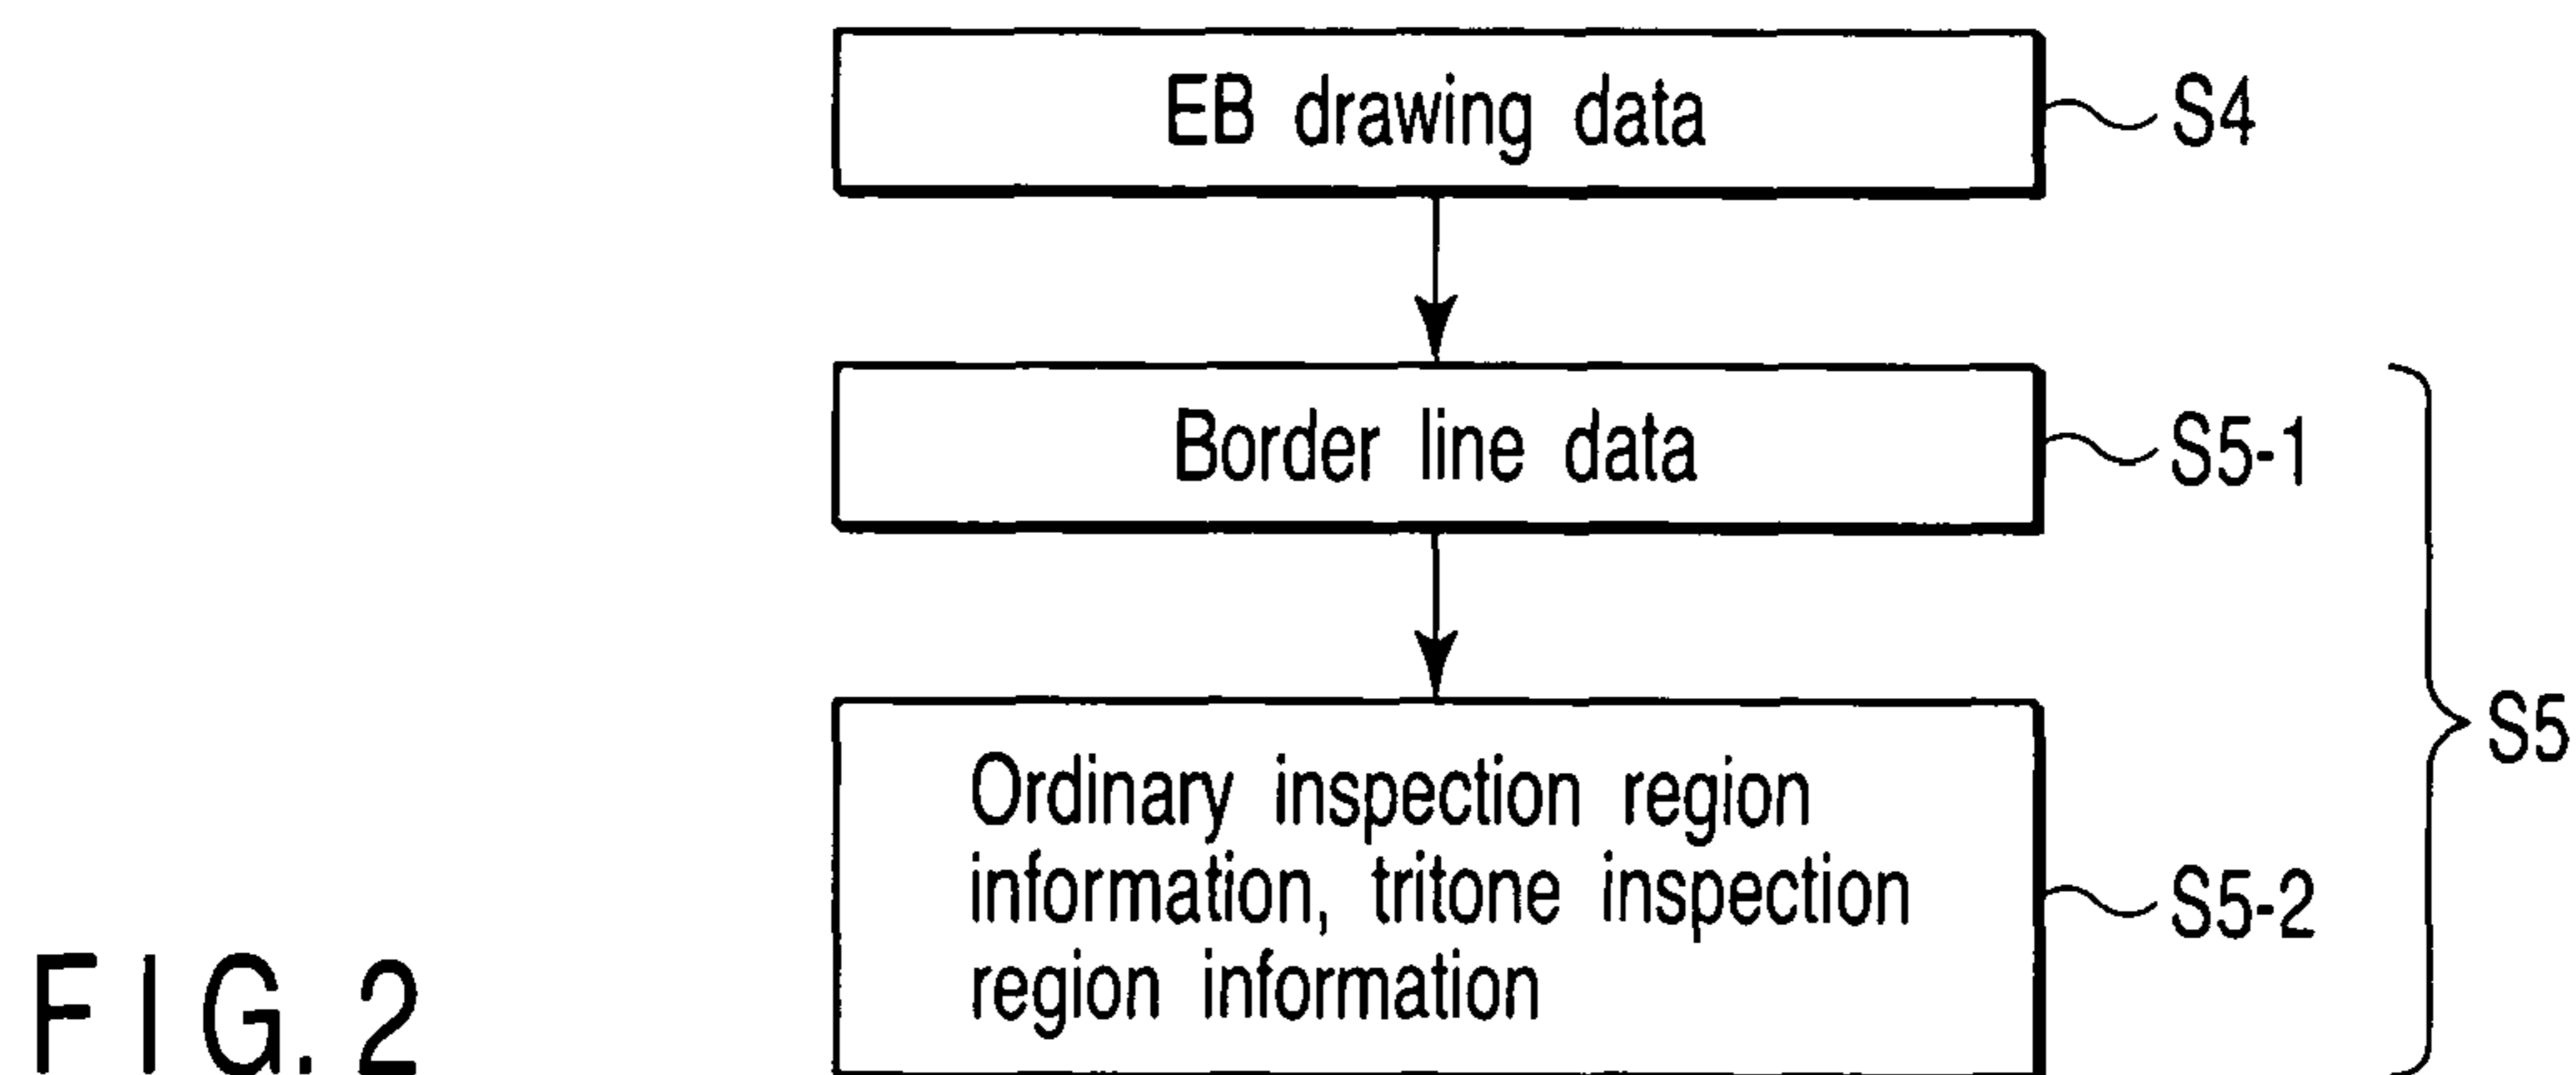 EB drawing data
S4
Border line data
S5-1
S5
Ordinary inspection region
information, tritone inspection
region information
S5-2
FIG. 2